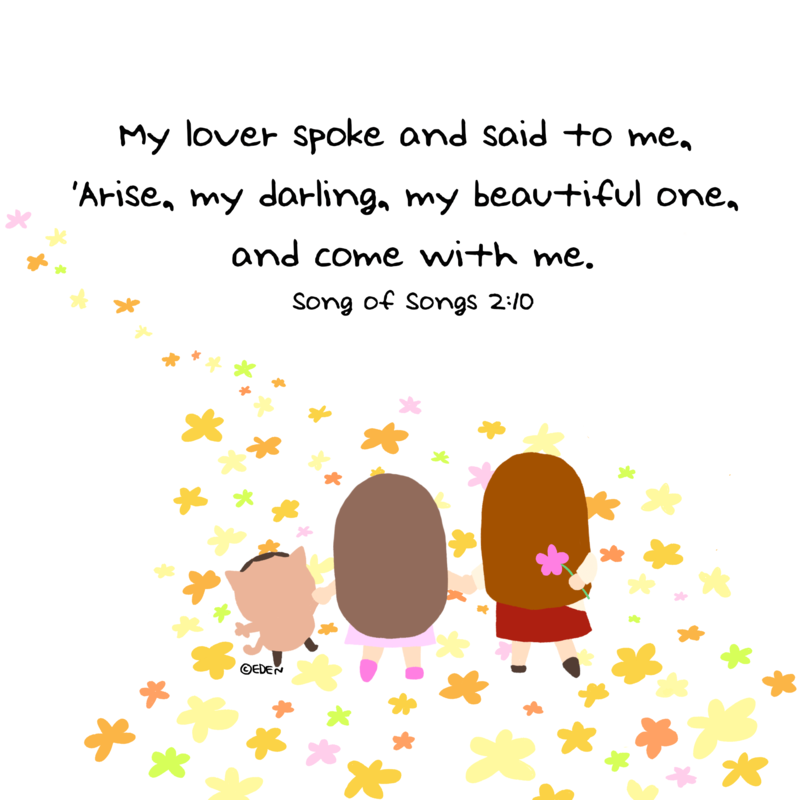 My lover spoke and said to me,
'Arise, my darling, my beautiful one,
and come with me.
Song of Songs 2:10
©EDEN